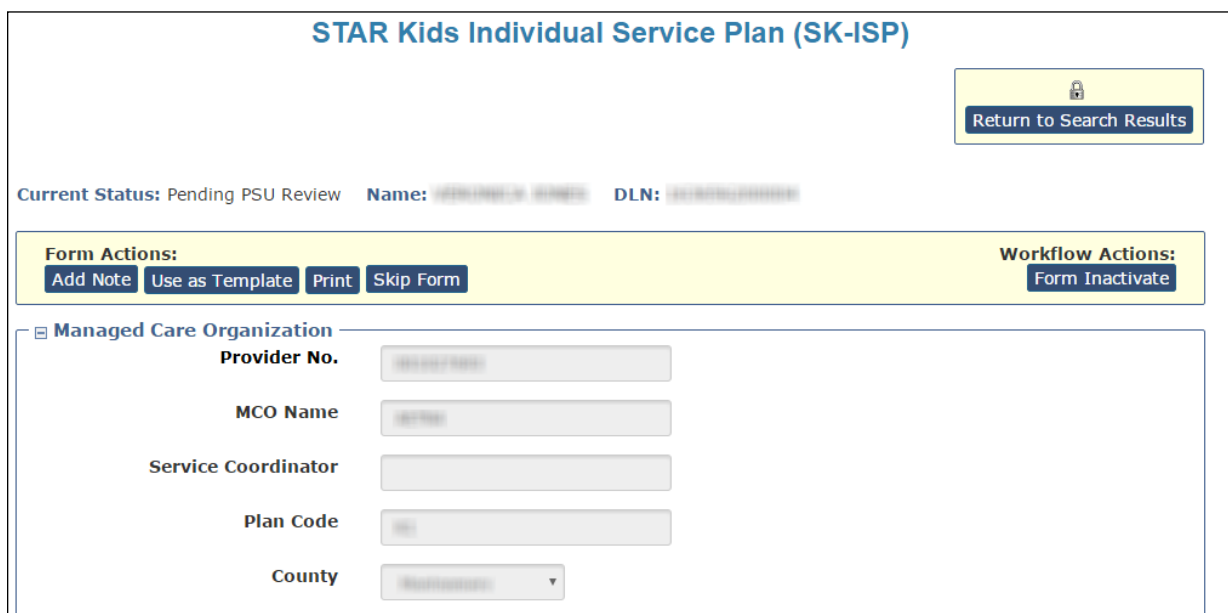 STAR Kids Individual Service Plan (SK-ISP)
Return to Search Results
Current Status: Pending PSU Review Name: DLN:
Form Actions: Workflow Actions:
Add Note Use as Template Print Skip Form Form Inactivate
Managed Care Organization
Provider No.
MCO Name
Service Coordinator
Plan Code
County